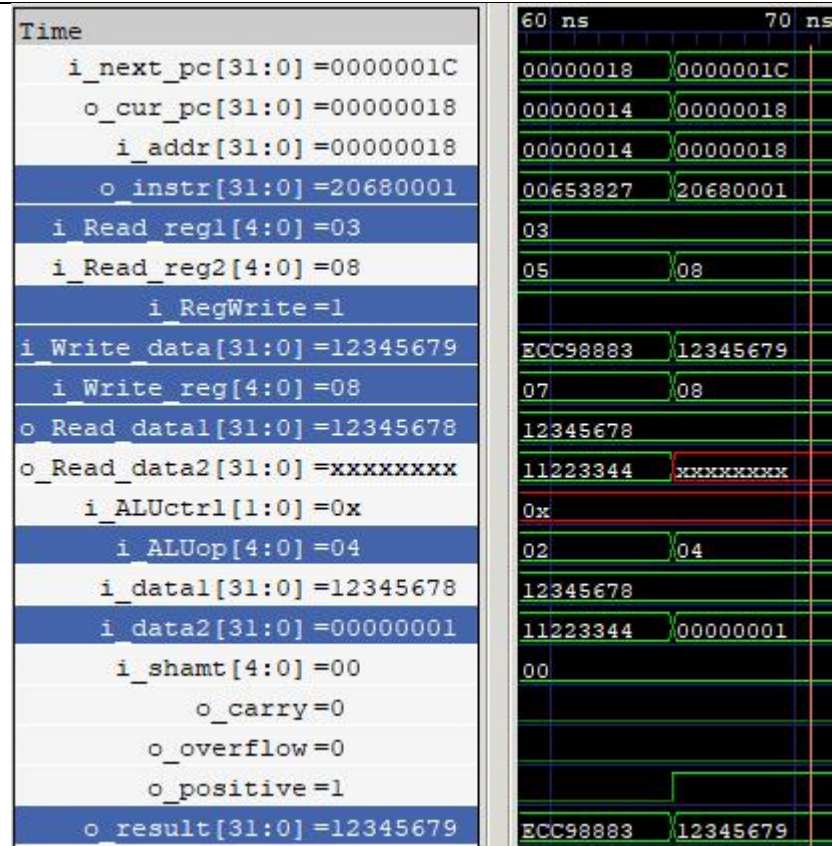 Time 60 ns 70 ns
i_next_pc[31:0] =0000001C 00000018 0000001C
o_cur_pc[31:0] =00000018 00000014 00000018
i_addr[31:0] =00000018 00000014 00000018
o_instr[31:0] =20680001 00653827 20680001
i_Read_reg1[4:0] =03 03
i_Read_reg2[4:0] =08 05 08
i_RegWrite =1
i_Write_data[31:0] =12345679 ECC98883 12345679
i_Write_reg[4:0] =08 07 08
o_Read_data1[31:0] =12345678 12345678
o_Read_data2[31:0] =xxxxxxxx 11223344 xxxxxxxx
i_ALUctrl[1:0] =0x 0x
i_ALUop[4:0] =04 02 04
i_data1[31:0] =12345678 12345678
i_data2[31:0] =00000001 11223344 00000001
i_shamt[4:0] =00 00
o_carry =0
o_overflow =0
o_positive =1
o_result[31:0] =12345679 ECC98883 12345679